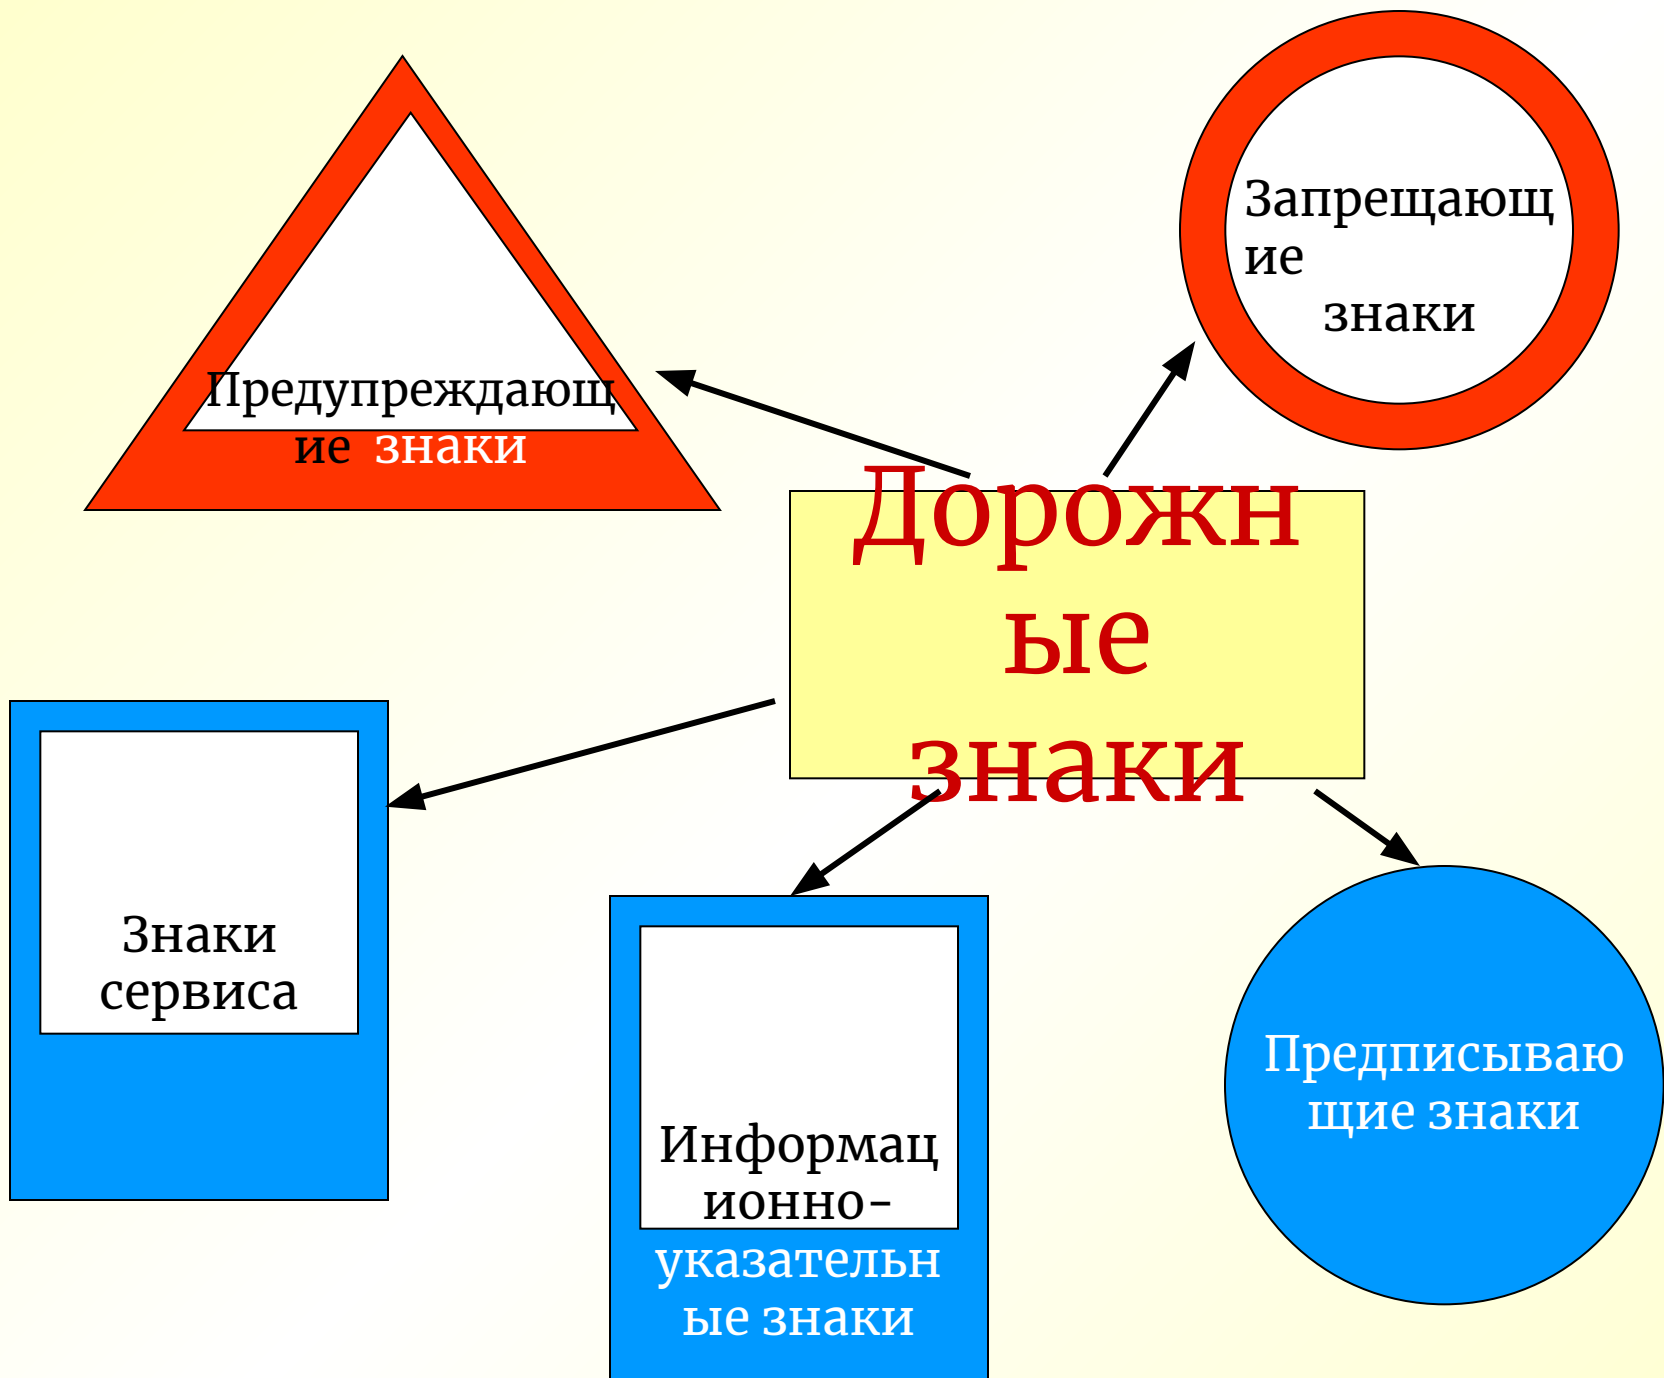 Запрещающ
ие
знаки
Предупреждающ
ие знаки
Дорожн
ые
знаки
Знаки
сервиса
Информац
ионно-
указательн
ые знаки
Предписываю
щие знаки